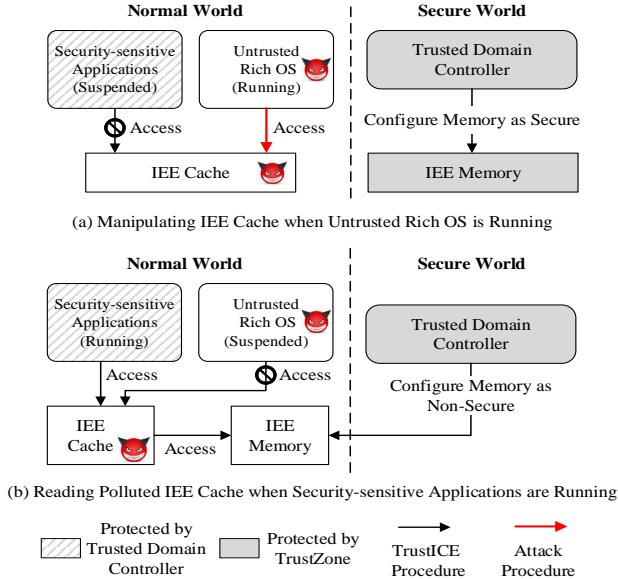 Normal World
Secure World
Security-sensitive
Applications
(Suspended)
Untrusted
Rich OS
(Running)
Trusted Domain
Controller
Access
Access
Configure Memory as Secure
IEE Cache
IEE Memory
(a) Manipulating IEE Cache when Untrusted Rich OS is Running
Normal World
Secure World
Security-sensitive
Applications
(Running)
Untrusted
Rich OS
(Suspended)
Trusted Domain
Controller
Access
Access
Configure Memory as
Non-Secure
IEE
Cache
Access
IEE
Memory
(b) Reading Polluted IEE Cache when Security-sensitive Applications are Running
Protected by
Trusted Domain
Controller
Protected by
TrustZone
TrustICE
Procedure
Attack
Procedure